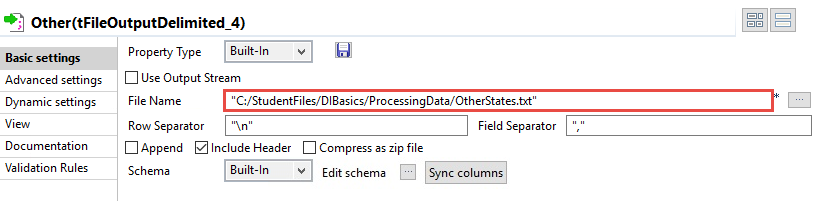 Other(tFileOutputDelimited_4)
Basic settings
Advanced settings
Dynamic settings
View
Documentation
Validation Rules
Property Type Built-In
Use Output Stream
File Name "C:/StudentFiles/DIBasics/ProcessingData/OtherStates.txt" * ...
Row Separator "\n" Field Separator ","
Append Include Header Compress as zip file
Schema Built-In Edit schema ... Sync columns